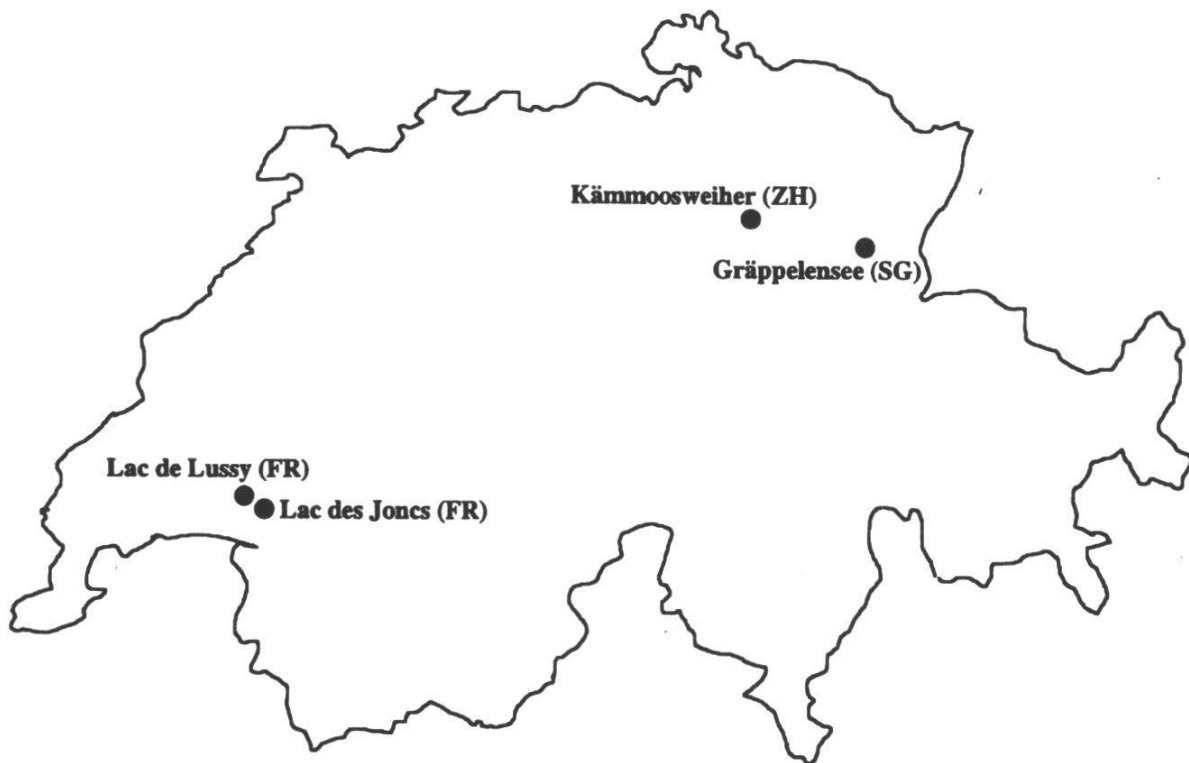 Kämmoosweiher (ZH)
Gräppelensee (SG)
Lac de Lussy (FR)
Lac des Joncs (FR)